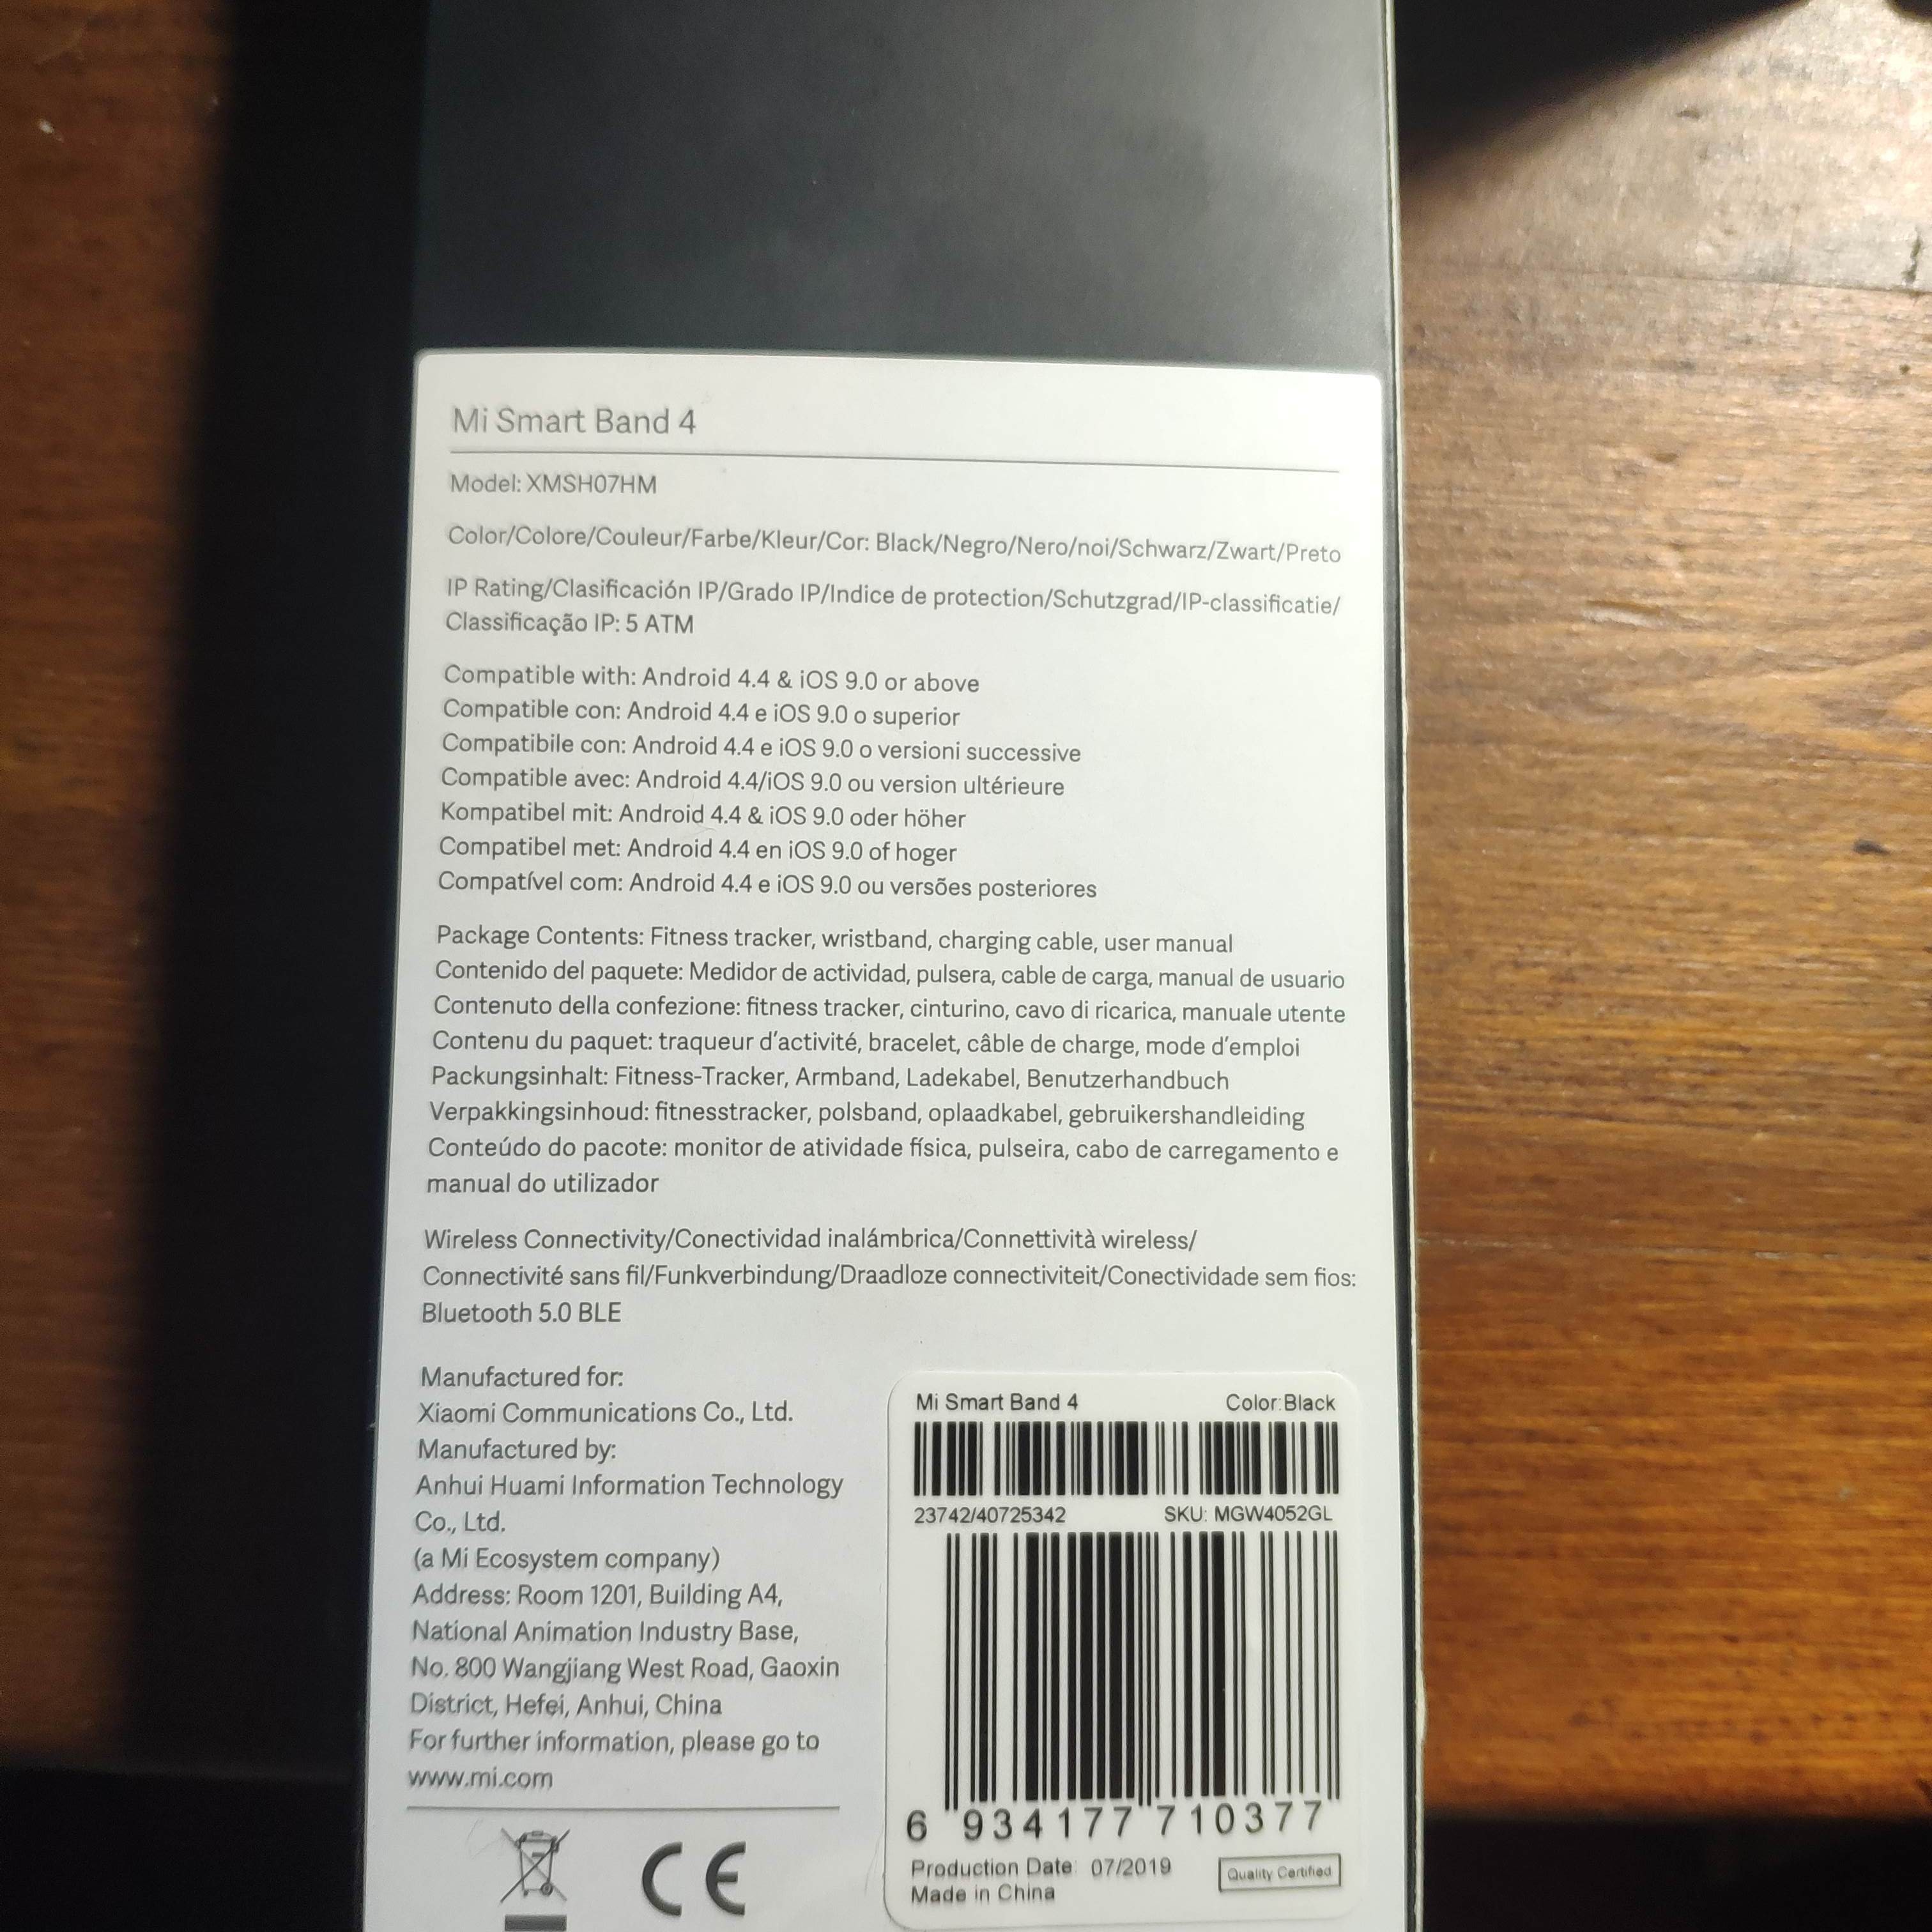 Mi Smart Band 4
Model: XMSH07HM
Color/Colore/Couleur/Farbe/Kleur/Cor: Black/Negro/Nero/noi/Schwarz/Zwart/Preto
IP Rating/Clasificación IP/Grado IP/Indice de protection/Schutzgrad/IP-classificatie/
Classificação IP: 5 ATM
Compatible with: Android 4.4 & iOS 9.0 or above
Compatible con: Android 4.4 e iOS 9.0 o superior
Compatibile con: Android 4.4 e iOS 9.0 o versioni successive
Compatible avec: Android 4.4/iOS 9.0 ou version ultérieure
Kompatibel mit: Android 4.4 & iOS 9.0 oder höher
Compatibel met: Android 4.4 en iOS 9.0 of hoger
Compatível com: Android 4.4 e iOS 9.0 ou versões posteriores
Package Contents: Fitness tracker, wristband, charging cable, user manual
Contenido del paquete: Medidor de actividad, pulsera, cable de carga, manual de usuario
Contenuto della confezione: fitness tracker, cinturino, cavo di ricarica, manuale utente
Contenu du paquet: traqueur d'activité, bracelet, câble de charge, mode d'emploi
Packungsinhalt: Fitness-Tracker, Armband, Ladekabel, Benutzerhandbuch
Verpakkingsinhoud: fitnesstracker, polsband, oplaadkabel, gebruikershandleiding
Conteúdo do pacote: monitor de atividade física, pulseira, cabo de carregamento e
manual do utilizador
Wireless Connectivity/Conectividad inalámbrica/Connettività wireless/
Connectivité sans fil/Funkverbindung/Draadloze connectiviteit/Conectividade sem fios:
Bluetooth 5.0 BLE
Manufactured for:
Xiaomi Communications Co., Ltd.
Manufactured by:
Anhui Huami Information Technology
Co., Ltd.
(a Mi Ecosystem company)
Address: Room 1201, Building A4,
National Animation Industry Base,
No. 800 Wangjiang West Road, Gaoxin
District, Hefei, Anhui, China
For further information, please go to
www.mi.com
CE
Mi Smart Band 4 Color:Black
23742/40725342 SKU: MGW4052GL
6 934177 710377
Production Date: 07/2019
Made in China
Quality Certified